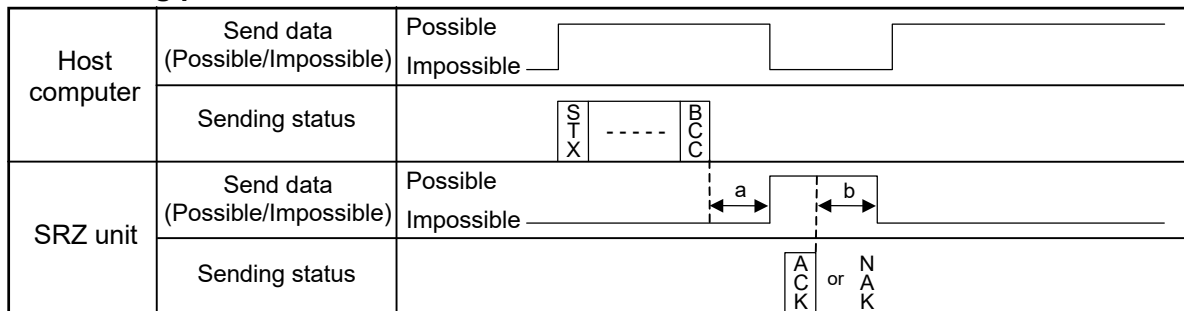 Host
computer
Send data
(Possible/Impossible)
Possible
Impossible
Sending status
STX
- - - - -
BCC
SRZ unit
Send data
(Possible/Impossible)
Possible
Impossible
a
b
Sending status
ACK
or
NAK